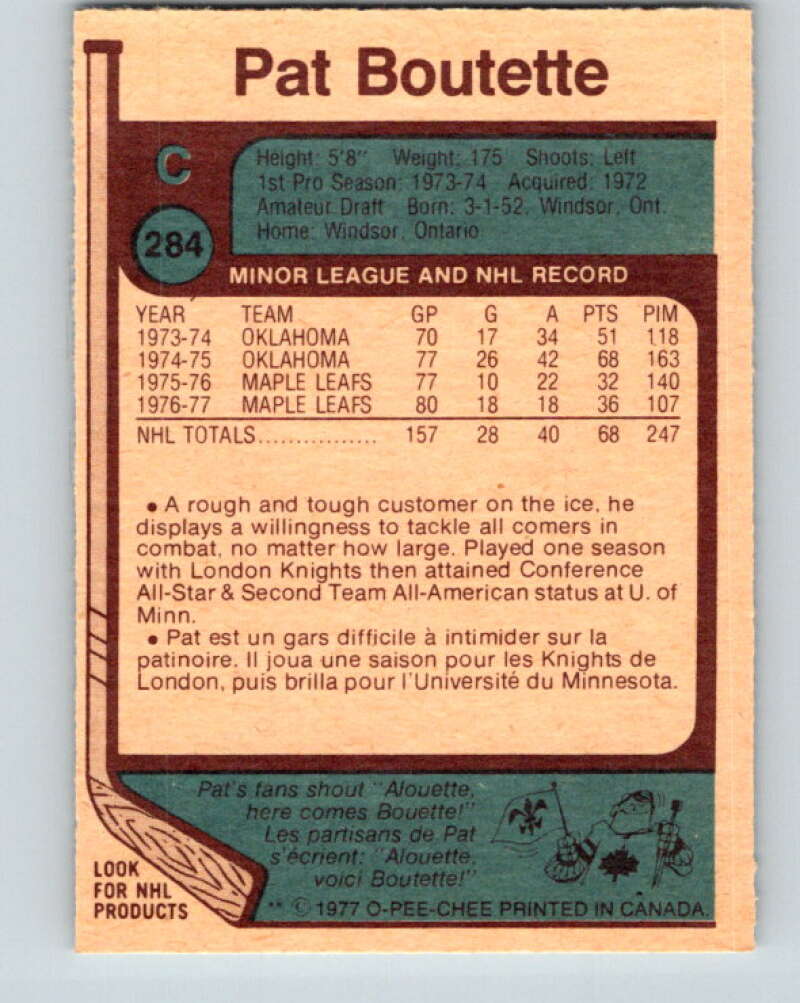 Pat Boutette
C
Height: 5'8" Weight: 175 Shoots: Left
1st Pro Season: 1973-74 Acquired: 1972
Amateur Draft Born: 3-1-52, Windsor, Ont.
Home: Windsor, Ontario
284
MINOR LEAGUE AND NHL RECORD
YEAR TEAM GP G A PTS PIM
1973-74 OKLAHOMA 70 17 34 51 118
1974-75 OKLAHOMA 77 26 42 68 163
1975-76 MAPLE LEAFS 77 10 22 32 140
1976-77 MAPLE LEAFS 80 18 18 36 107
NHL TOTALS................ 157 28 40 68 247
• A rough and tough customer on the ice, he
displays a willingness to tackle all comers in
combat, no matter how large. Played one season
with London Knights then attained Conference
All-Star & Second Team All-American status at U. of
Minn.
• Pat est un gars difficile à intimider sur la
patinoire. Il joua une saison pour les Knights de
London, puis brilla pour l'Université du Minnesota.
Pat's fans shout "Alouette,
here comes Bouette!"
Les partisans de Pat
s'écrient: "Alouette,
voici Boutette!"
LOOK
FOR NHL
PRODUCTS
** © 1977 O-PEE-CHEE PRINTED IN CANADA.